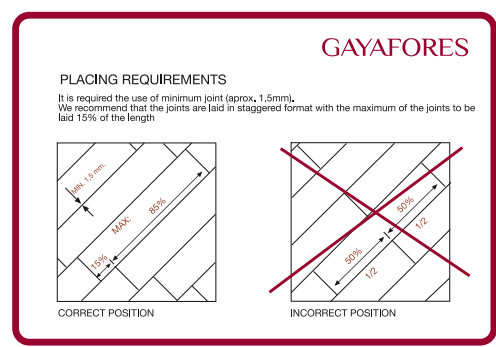 GAYAFORES
PLACING REQUIREMENTS
It is required the use of minimum joint (aprox. 1,5mm).
We recommend that the joints are laid in staggered format with the maximum of the joints to be
laid 15% of the length
MIN. 1,5 mm.
MAX:
85%
15%
50%
1/2
50%
1/2
CORRECT POSITION
INCORRECT POSITION